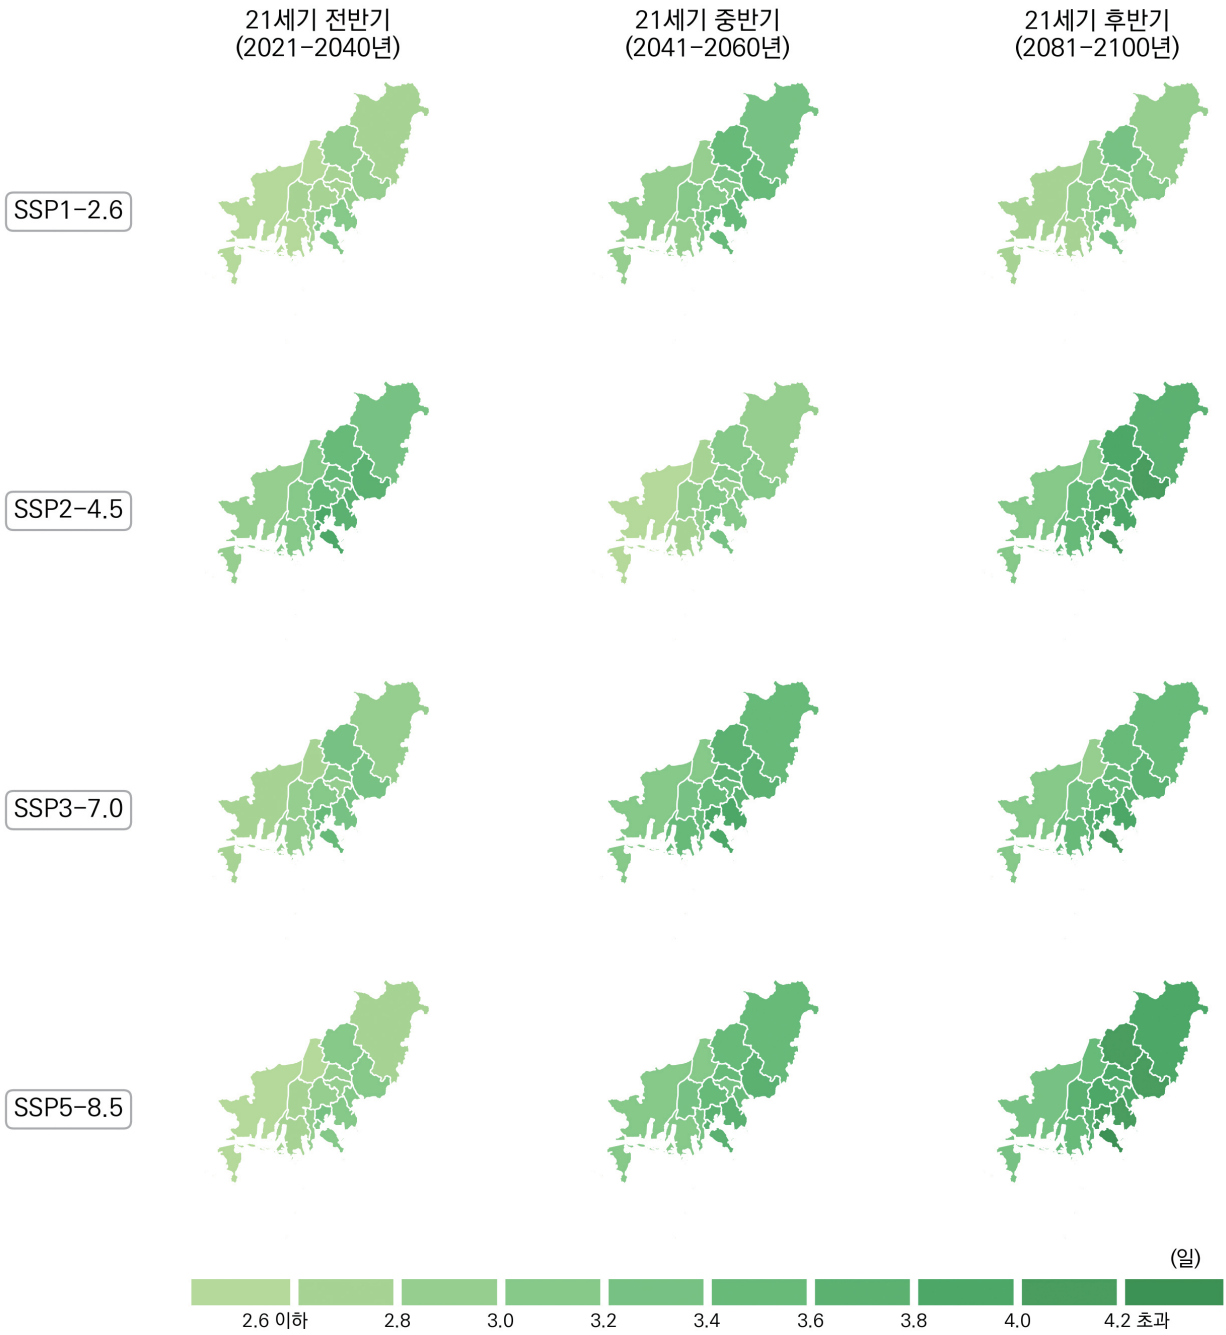 21세기 전반기
(2021-2040년)
21세기 중반기
(2041-2060년)
21세기 후반기
(2081-2100년)
SSP1-2.6
SSP2-4.5
SSP3-7.0
SSP5-8.5
(일)
2.6 이하 2.8 3.0 3.2 3.4 3.6 3.8 4.0 4.2 초과